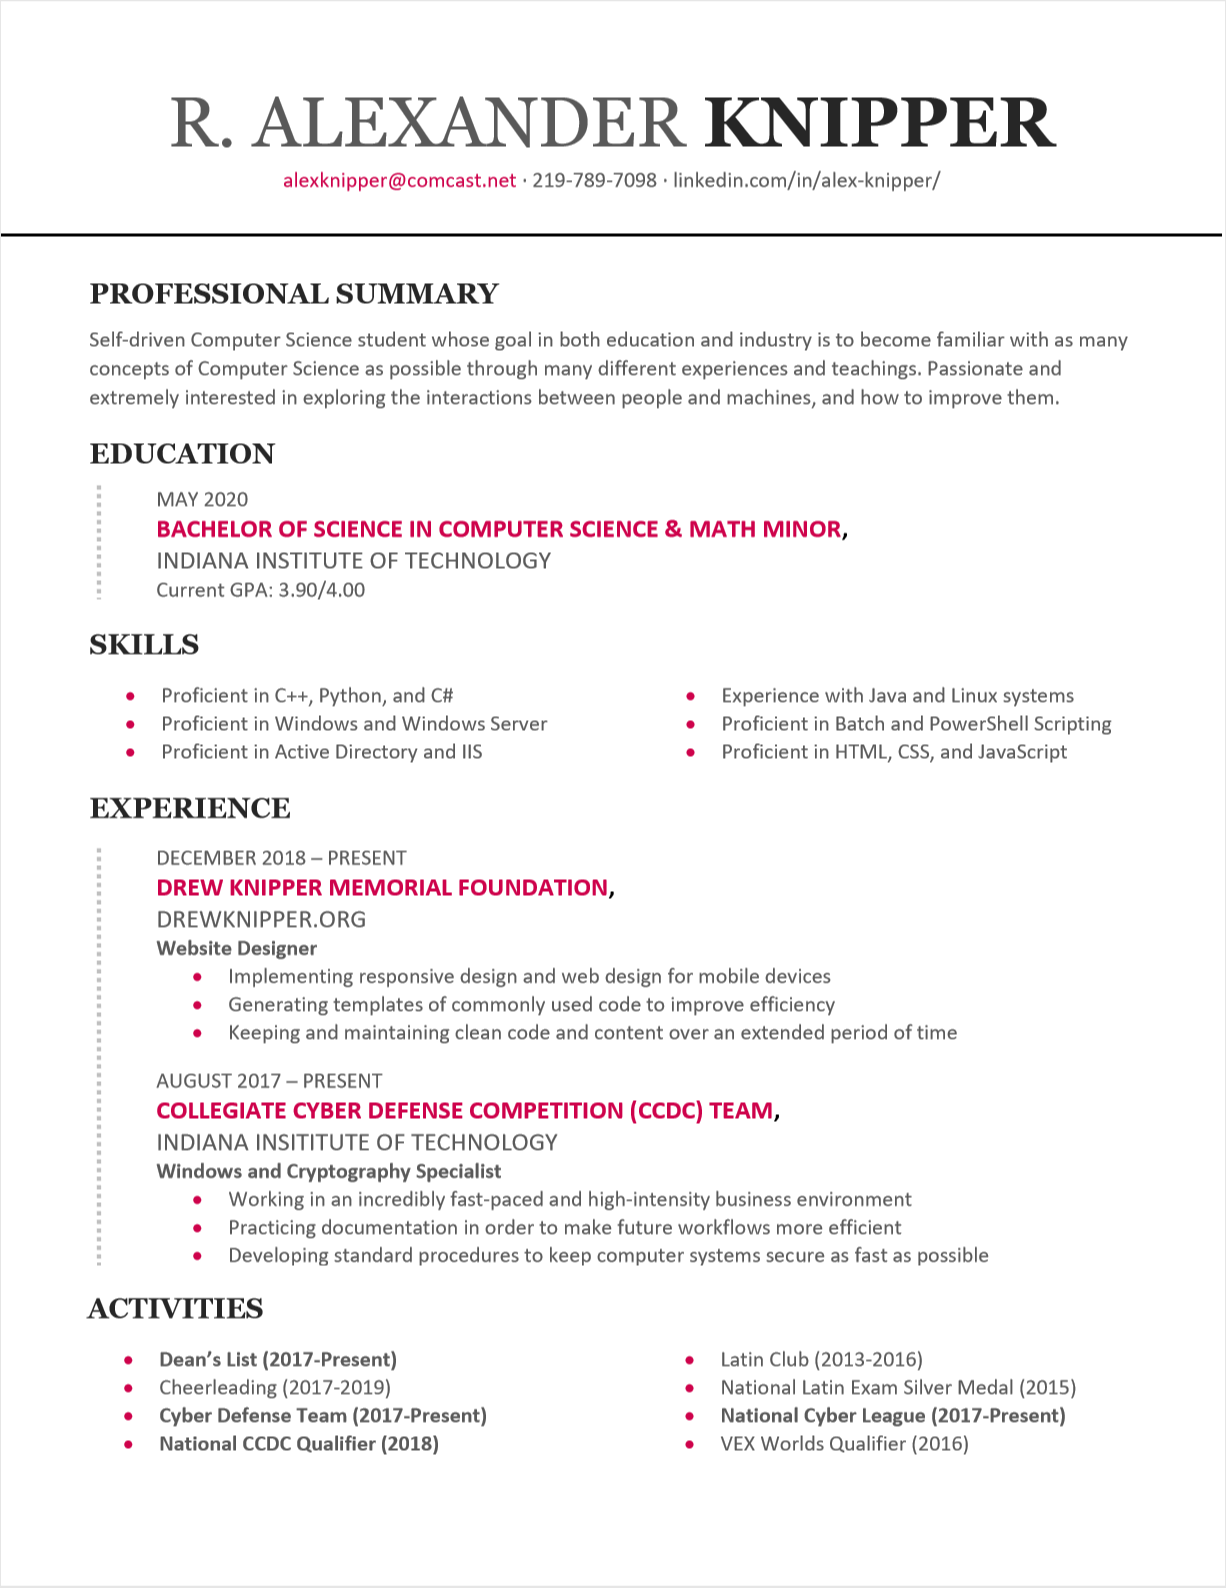 R. ALEXANDER KNIPPER
alexknipper@comcast.net · 219-789-7098 · linkedin.com/in/alex-knipper/
PROFESSIONAL SUMMARY
Self-driven Computer Science student whose goal in both education and industry is to become familiar with as many
concepts of Computer Science as possible through many different experiences and teachings. Passionate and
extremely interested in exploring the interactions between people and machines, and how to improve them.
EDUCATION
MAY 2020
BACHELOR OF SCIENCE IN COMPUTER SCIENCE & MATH MINOR,
INDIANA INSTITUTE OF TECHNOLOGY
Current GPA: 3.90/4.00
SKILLS
• Proficient in C++, Python, and C#
• Proficient in Windows and Windows Server
• Proficient in Active Directory and IIS
• Experience with Java and Linux systems
• Proficient in Batch and PowerShell Scripting
• Proficient in HTML, CSS, and JavaScript
EXPERIENCE
DECEMBER 2018 – PRESENT
DREW KNIPPER MEMORIAL FOUNDATION,
DREWKNIPPER.ORG
Website Designer
• Implementing responsive design and web design for mobile devices
• Generating templates of commonly used code to improve efficiency
• Keeping and maintaining clean code and content over an extended period of time
AUGUST 2017 – PRESENT
COLLEGIATE CYBER DEFENSE COMPETITION (CCDC) TEAM,
INDIANA INSITITUTE OF TECHNOLOGY
Windows and Cryptography Specialist
• Working in an incredibly fast-paced and high-intensity business environment
• Practicing documentation in order to make future workflows more efficient
• Developing standard procedures to keep computer systems secure as fast as possible
ACTIVITIES
• Dean’s List (2017-Present)
• Cheerleading (2017-2019)
• Cyber Defense Team (2017-Present)
• National CCDC Qualifier (2018)
• Latin Club (2013-2016)
• National Latin Exam Silver Medal (2015)
• National Cyber League (2017-Present)
• VEX Worlds Qualifier (2016)